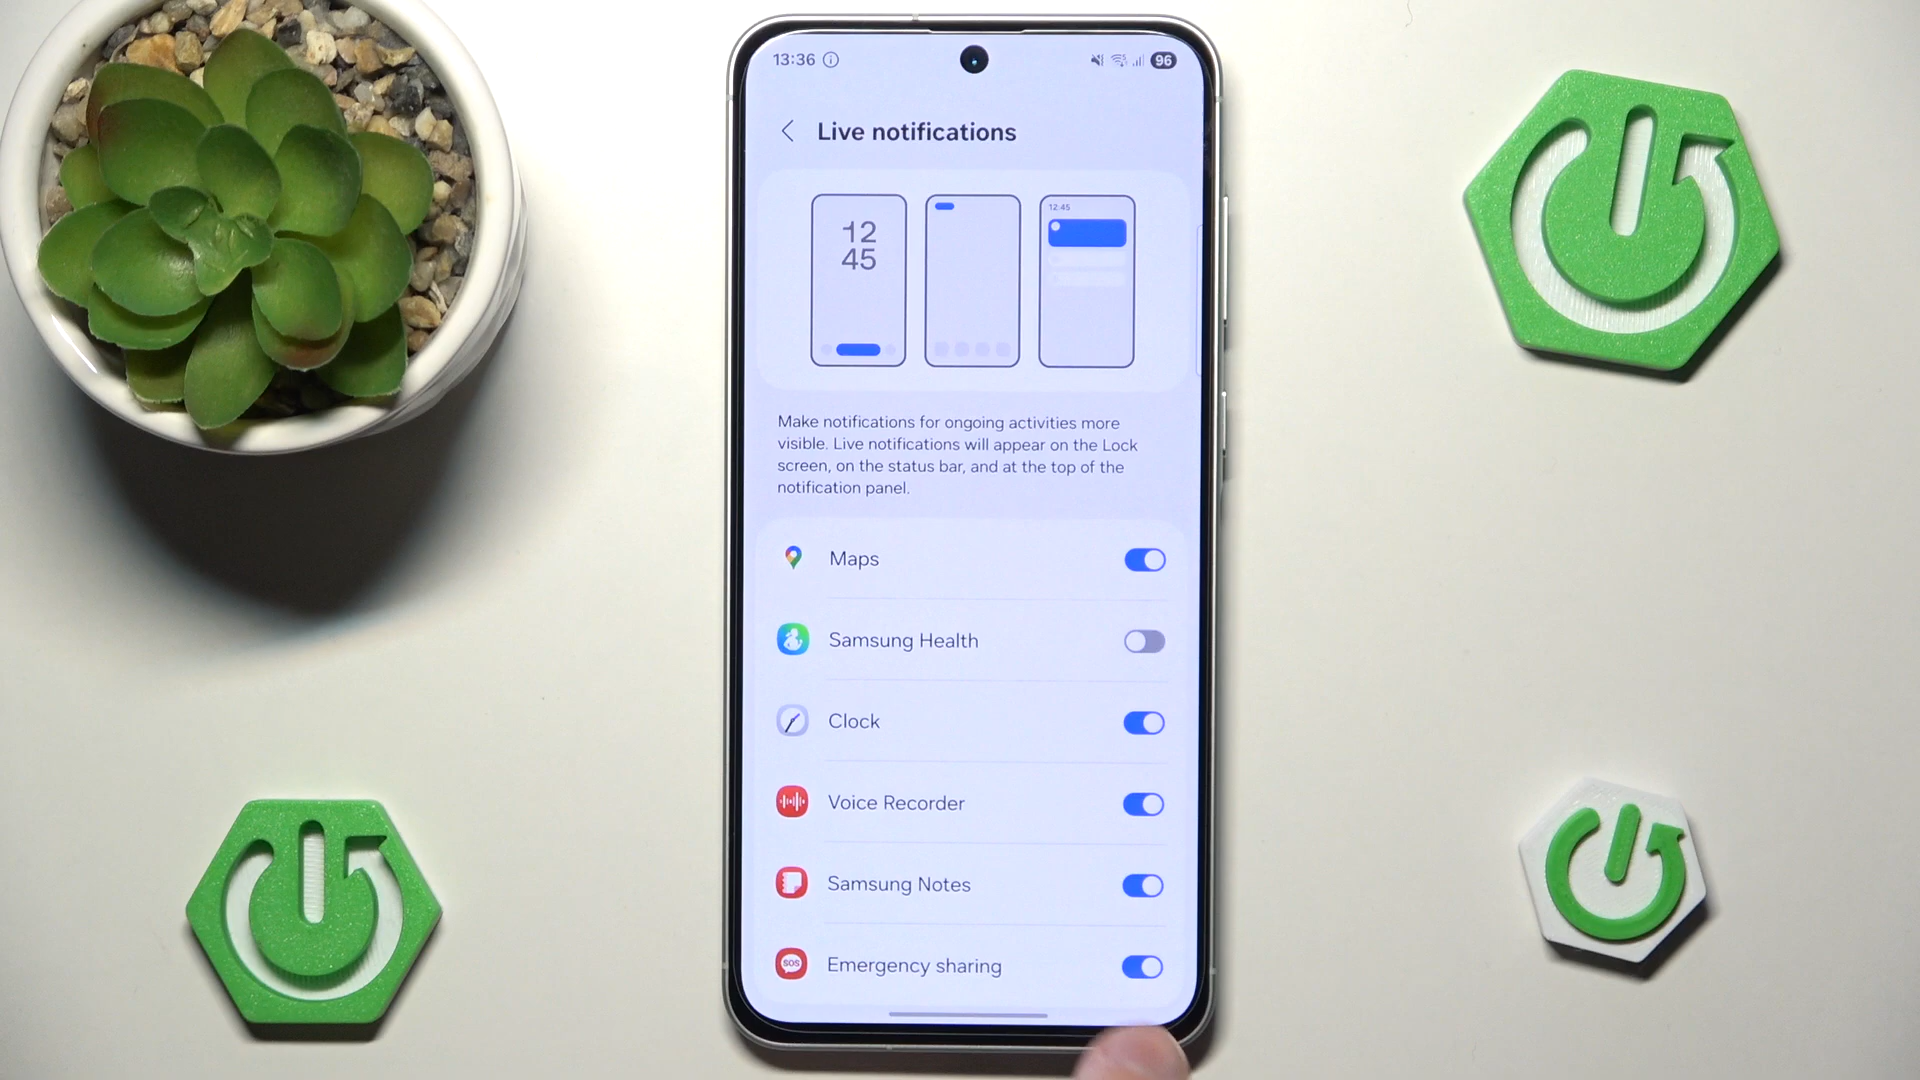 13:36
96
Live notifications
12
45
12:45
Make notifications for ongoing activities more
visible. Live notifications will appear on the Lock
screen, on the status bar, and at the top of the
notification panel.
Maps
Samsung Health
Clock
Voice Recorder
Samsung Notes
SOS
Emergency sharing